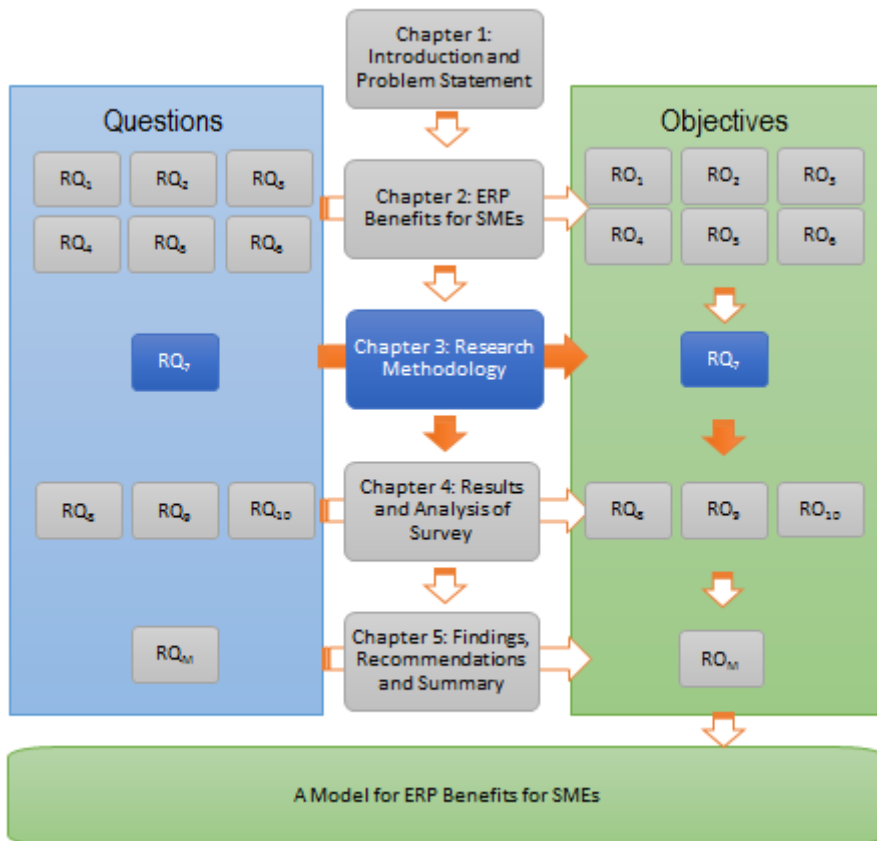 Chapter 1:
Introduction and
Problem Statement
Questions
Objectives
RQ₁ RQ₂ RQ₃
Chapter 2: ERP
Benefits for SMEs
RO₁ RO₂ RO₃
RQ₄ RQ₅ RQ₆
RO₄ RO₅ RO₆
RQ₇
Chapter 3: Research
Methodology
RQ₇
RQ₈ RQ₉ RQ₁₀
Chapter 4: Results
and Analysis of
Survey
RQ₈ RO₉ RO₁₀
RQM
Chapter 5: Findings,
Recommendations
and Summary
ROM
A Model for ERP Benefits for SMEs